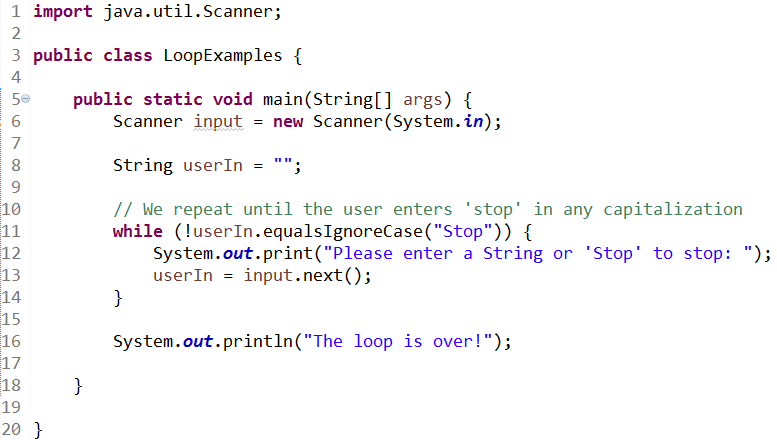 1 import java.util.Scanner;
2
3 public class LoopExamples {
4
5     public static void main(String[] args) {
6         Scanner input = new Scanner(System.in);
7
8         String userIn = "";
9
10         // We repeat until the user enters 'stop' in any capitalization
11         while (!userIn.equalsIgnoreCase("Stop")) {
12             System.out.print("Please enter a String or 'Stop' to stop: ");
13             userIn = input.next();
14         }
15
16         System.out.println("The loop is over!");
17
18     }
19
20 }